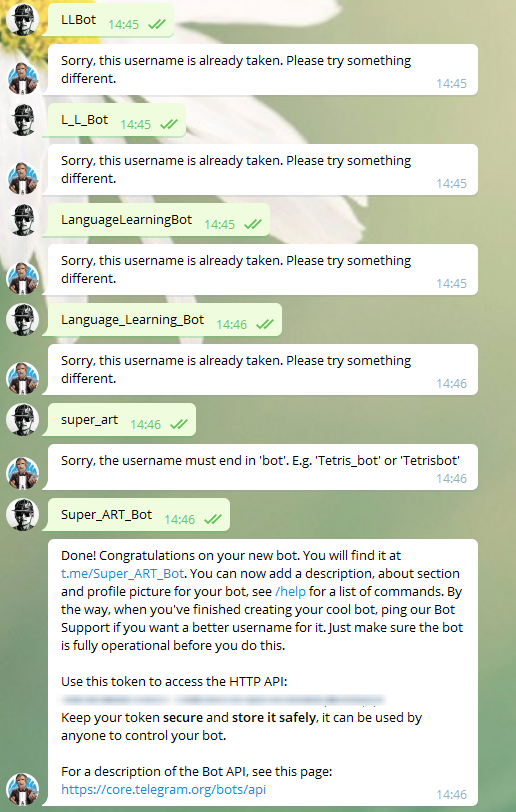 LLBot 14:45
Sorry, this username is already taken. Please try something
different. 14:45
L_L_Bot 14:45
Sorry, this username is already taken. Please try something
different. 14:45
LanguageLearningBot 14:45
Sorry, this username is already taken. Please try something
different. 14:45
Language_Learning_Bot 14:46
Sorry, this username is already taken. Please try something
different. 14:46
super_art 14:46
Sorry, the username must end in 'bot'. E.g. 'Tetris_bot' or 'Tetrisbot'
14:46
Super_ART_Bot 14:46
Done! Congratulations on your new bot. You will find it at
t.me/Super_ART_Bot. You can now add a description, about section
and profile picture for your bot, see /help for a list of commands. By
the way, when you've finished creating your cool bot, ping our Bot
Support if you want a better username for it. Just make sure the bot
is fully operational before you do this.
Use this token to access the HTTP API:
Keep your token secure and store it safely, it can be used by
anyone to control your bot.
For a description of the Bot API, see this page:
https://core.telegram.org/bots/api 14:46